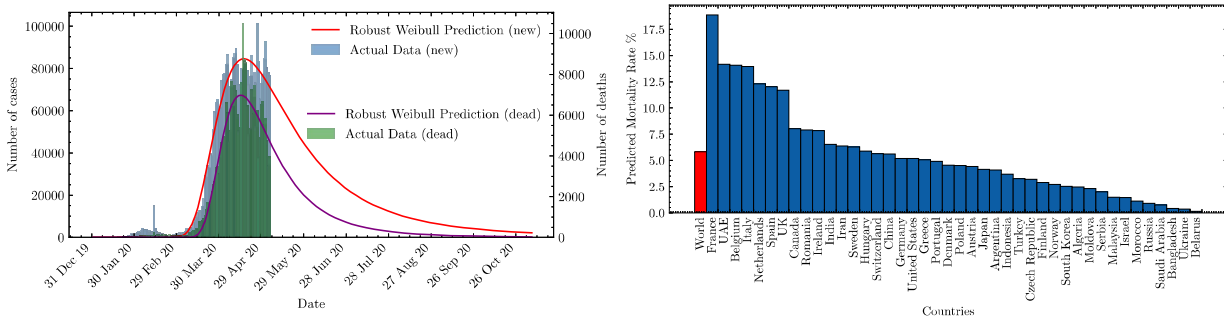 100000
80000
60000
40000
20000
0
Number of cases
10000
8000
6000
4000
2000
0
Number of deaths
Robust Weibull Prediction (new)
Actual Data (new)
Robust Weibull Prediction (dead)
Actual Data (dead)
31 Dec 19
30 Jan 20
29 Feb 20
30 Mar 20
29 Apr 20
29 May 20
28 Jun 20
28 Jul 20
27 Aug 20
26 Sep 20
26 Oct 20
Date
17.5
15.0
12.5
10.0
7.5
5.0
2.5
0.0
Predicted Mortality Rate %
World
France
UAE
Belgium
Italy
Netherlands
Spain
UK
Canada
Romania
Ireland
India
Iran
Sweden
Hungary
Switzerland
China
Germany
United States
Greece
Portugal
Denmark
Poland
Austria
Japan
Argentina
Indonesia
Turkey
Czech Republic
Finland
Norway
South Korea
Algeria
Moldova
Serbia
Malaysia
Israel
Morocco
Russia
Saudi Arabia
Bangladesh
Ukraine
Belarus
Countries